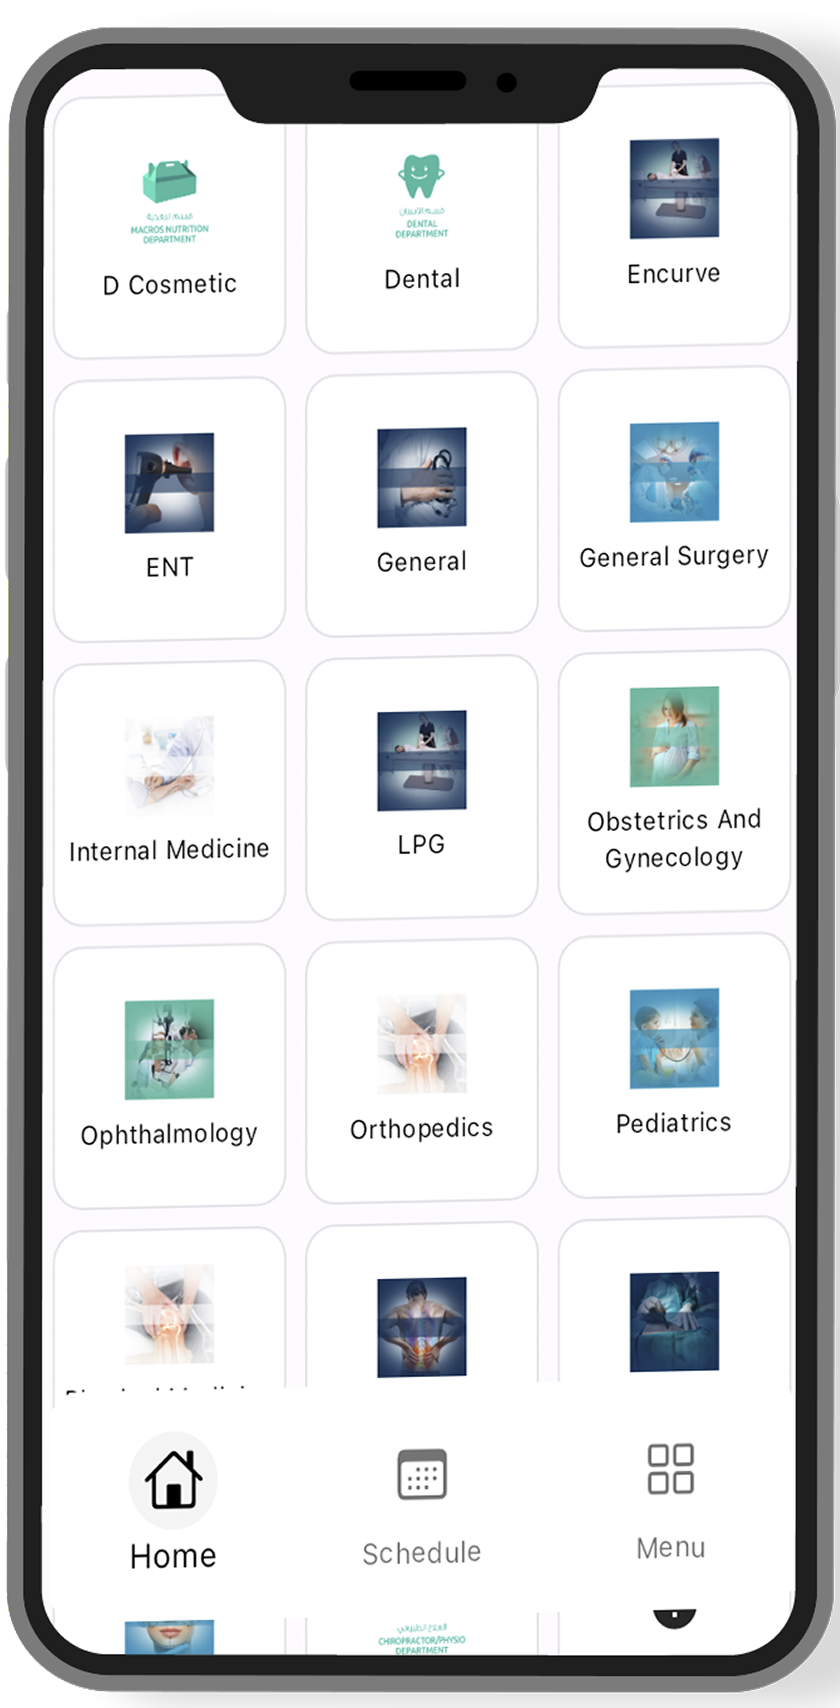 قسم التغذية
MACROS NUTRITION
DEPARTMENT
D Cosmetic
قسم الأسنان
DENTAL
DEPARTMENT
Dental
Encurve
ENT
General
General Surgery
Internal Medicine
LPG
Obstetrics And
Gynecology
Ophthalmology
Orthopedics
Pediatrics
Home
Schedule
Menu
العلاج الطبيعي
CHIROPRACTOR/PHYSIO
DEPARTMENT